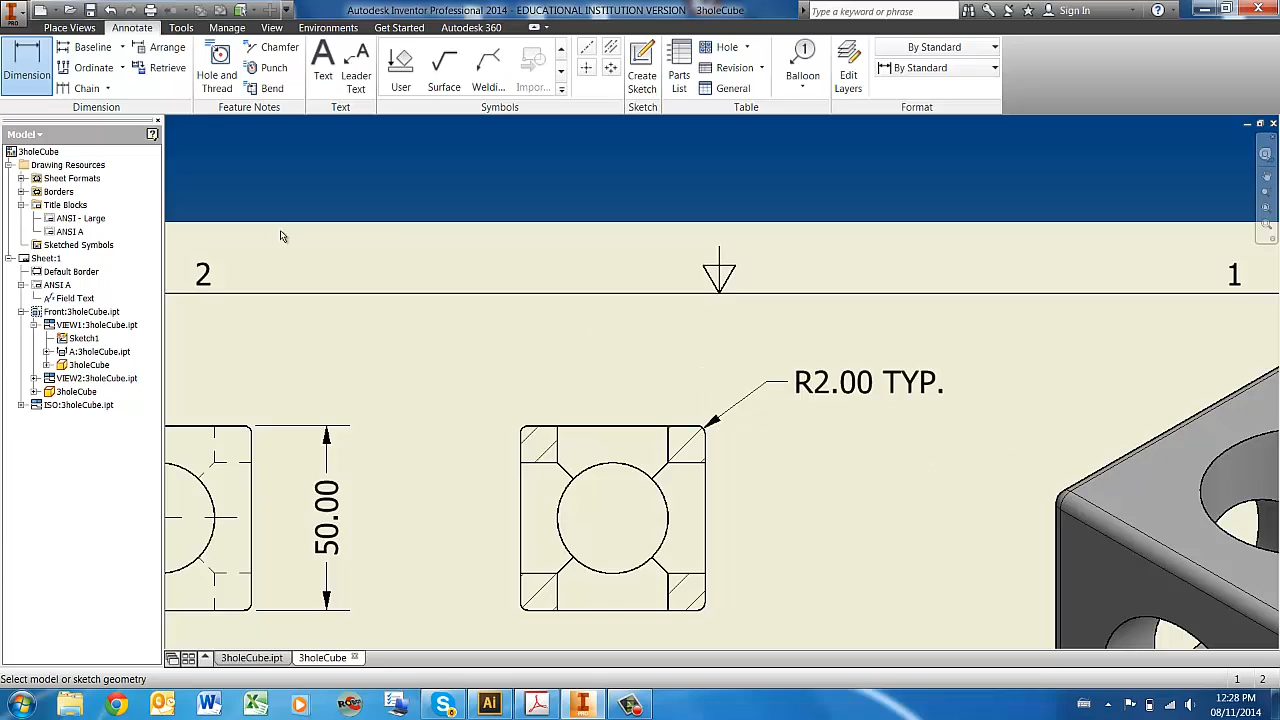 PRO
Autodesk Inventor Professional 2014 - EDUCATIONAL INSTITUTION VERSION 3holeCube
Type a keyword or phrase
Sign In
Place Views Annotate Tools Manage View Environments Get Started Autodesk 360
Dimension
Baseline
Ordinate
Chain
Arrange
Retrieve
Hole and
Thread
Chamfer
Punch
Bend
Text
Leader
Text
User
Surface
Weldi...
Impor...
Create
Sketch
Parts
List
Hole
Revision
General
Balloon
Edit
Layers
By Standard
By Standard
Dimension Feature Notes Text Symbols Sketch Table Format
Model
3holeCube
Drawing Resources
Sheet Formats
Borders
Title Blocks
ANSI - Large
ANSI A
Sketched Symbols
Sheet:1
Default Border
ANSI A
Field Text
Front:3holeCube.ipt
VIEW1:3holeCube.ipt
Sketch1
A:3holeCube.ipt
3holeCube
VIEW2:3holeCube.ipt
3holeCube
ISO:3holeCube.ipt
2
1
R2.00 TYP.
50.00
3holeCube.ipt 3holeCube
Select model or sketch geometry
1 2
12:28 PM
08/11/2014